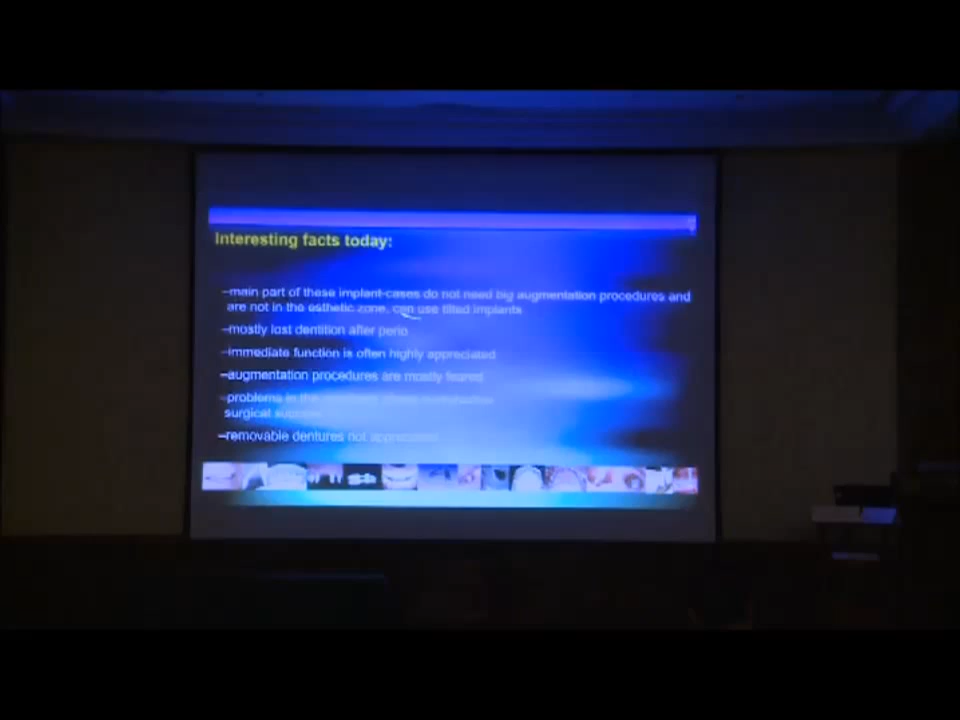 Interesting facts today:
–main part of these implant-cases do not need big augmentation procedures and
are not in the esthetic zone, can use tilted implants
–mostly lost dentition after perio
–immediate function is often highly appreciated
–augmentation procedures are mostly feared
–problems in the
surgical
–removable dentures not appreciated